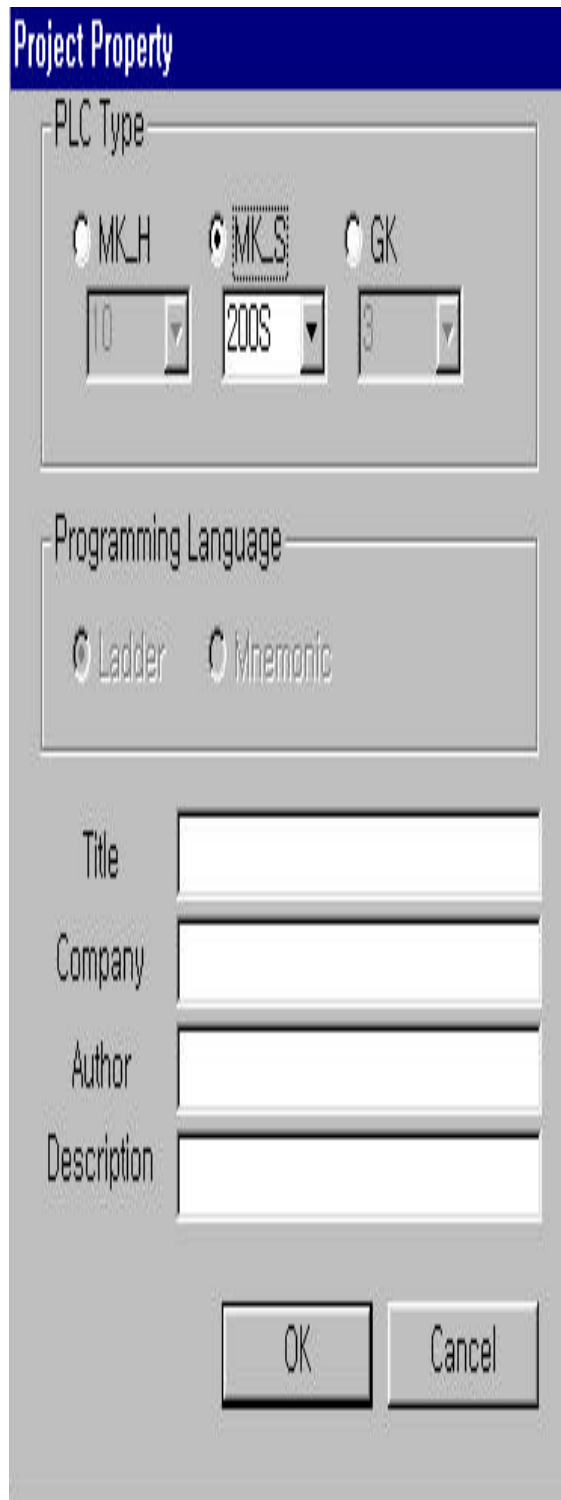 Project Property
PLC Type
MK_H MK_S GK
10 200S 3
Programming Language
Ladder Mnemonic
Title
Company
Author
Description
OK Cancel